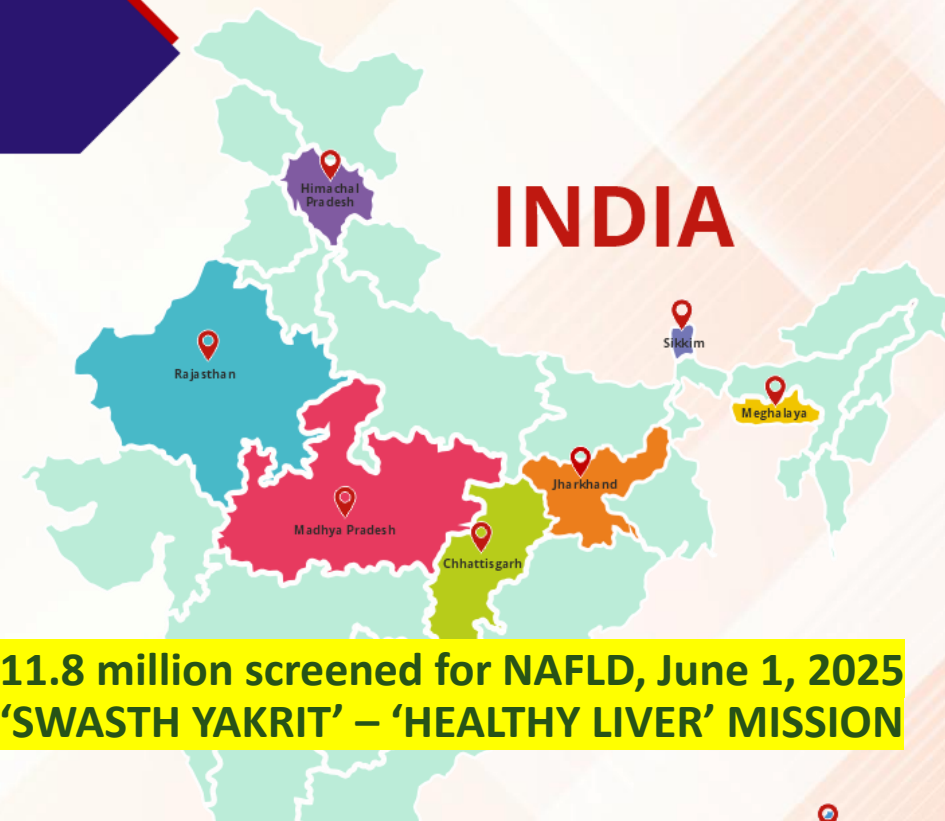 Himachal
Pradesh
INDIA
Sikkim
Rajasthan
Meghalaya
Jharkhand
Madhya Pradesh
Chhattisgarh
11.8 million screened for NAFLD, June 1, 2025
‘SWASTH YAKRIT’ – ‘HEALTHY LIVER’ MISSION